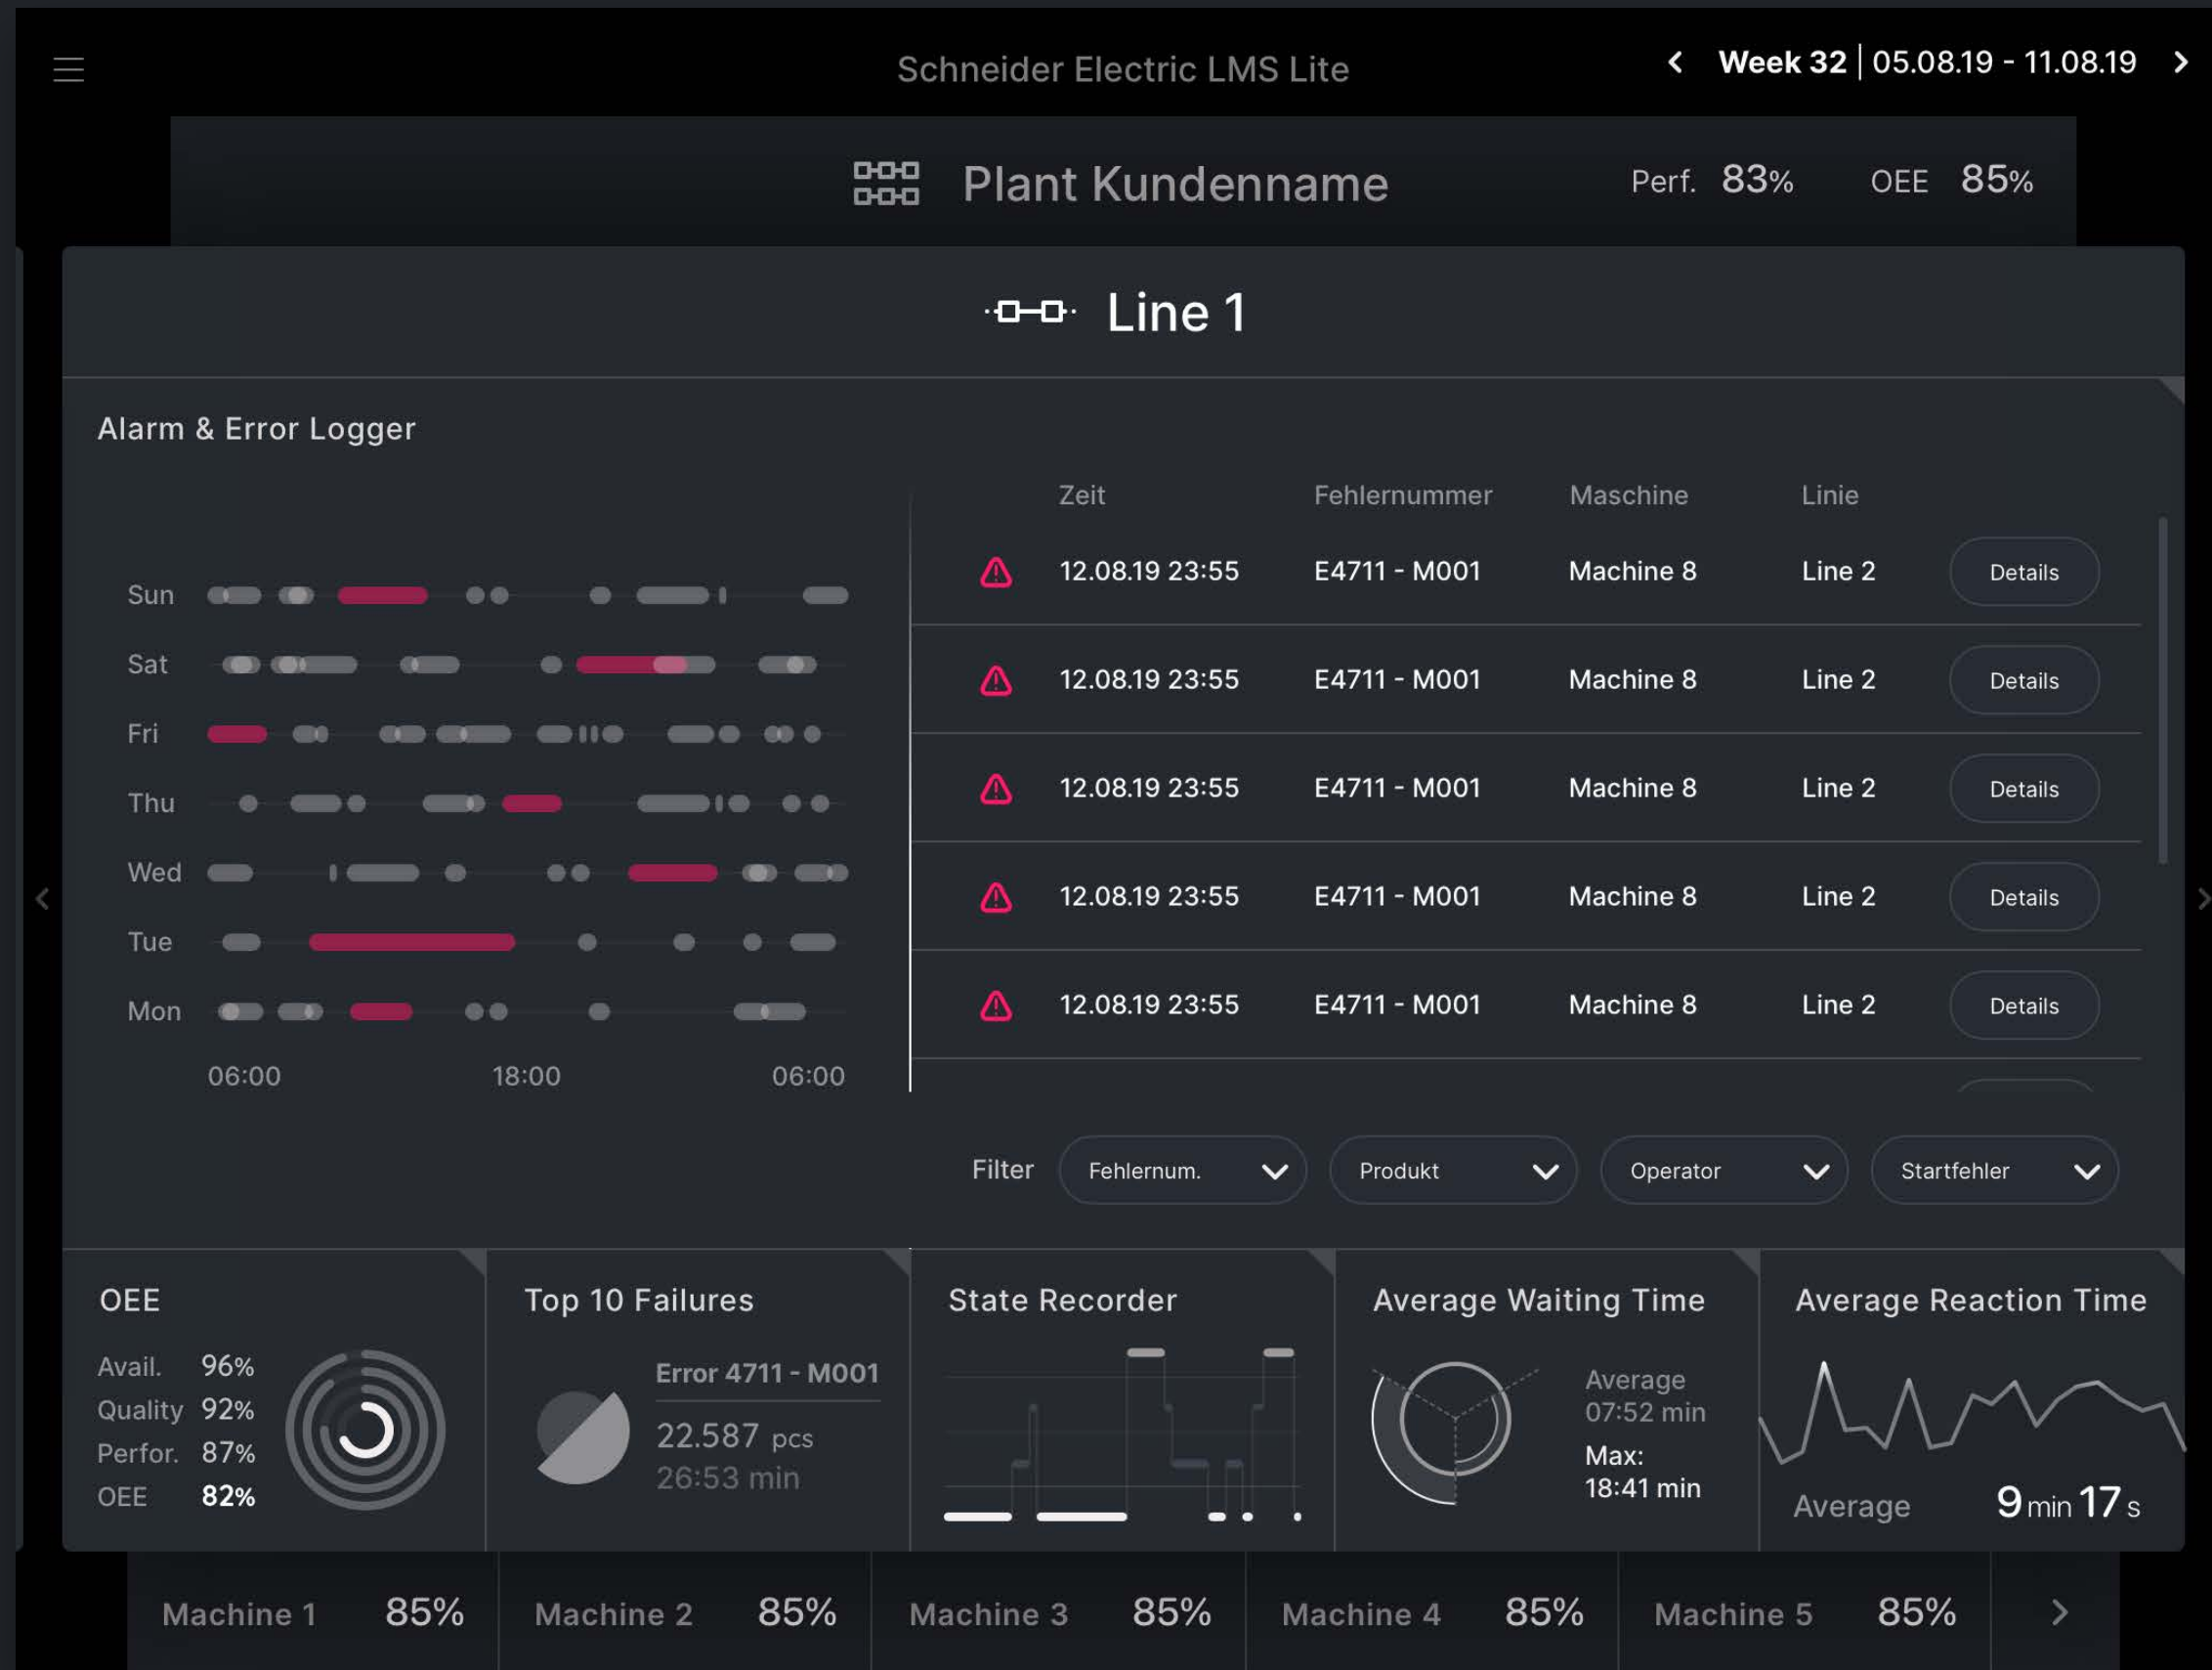 Schneider Electric LMS Lite
Week 32 | 05.08.19 - 11.08.19
Plant Kundenname
Perf. 83% OEE 85%
Line 1
Alarm & Error Logger
Zeit Fehlernummer Maschine Linie
12.08.19 23:55 E4711 - M001 Machine 8 Line 2 Details
12.08.19 23:55 E4711 - M001 Machine 8 Line 2 Details
12.08.19 23:55 E4711 - M001 Machine 8 Line 2 Details
12.08.19 23:55 E4711 - M001 Machine 8 Line 2 Details
12.08.19 23:55 E4711 - M001 Machine 8 Line 2 Details
Sun
Sat
Fri
Thu
Wed
Tue
Mon
06:00 18:00 06:00
Filter Fehlernum. Produkt Operator Startfehler
OEE
Avail. 96%
Quality 92%
Perfor. 87%
OEE 82%
Top 10 Failures
Error 4711 - M001
22.587 pcs
26:53 min
State Recorder
Average Waiting Time
Average
07:52 min
Max:
18:41 min
Average Reaction Time
Average 9 min 17 s
Machine 1 85% Machine 2 85% Machine 3 85% Machine 4 85% Machine 5 85%